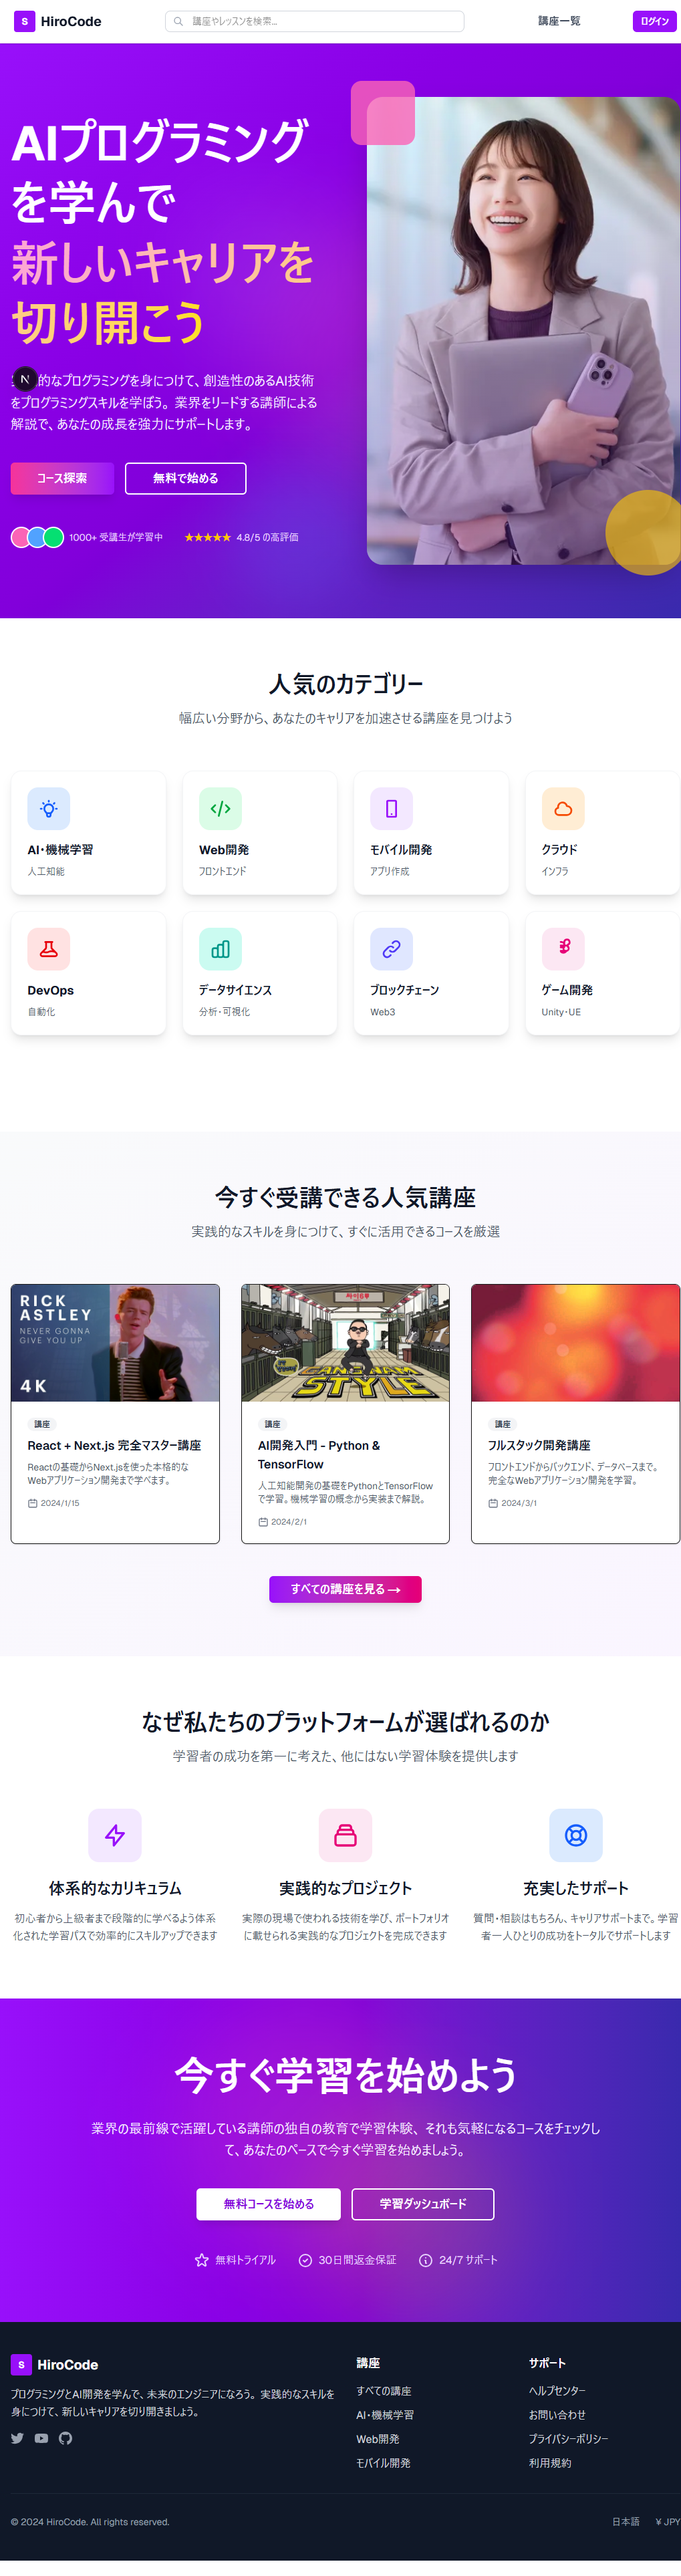 S HiroCode
講座やレッスンを検索...
講座一覧
ログイン
AIプログラミング
を学んで
新しいキャリアを
切り開こう
N
的なプログラミングを身につけて、創造性のあるAI技術
をプログラミングスキルを学ぼう。業界をリードする講師による
解説で、あなたの成長を強力にサポートします。
コース探索
無料で始める
1000+ 受講生が学習中
★★★★★ 4.8/5 の高評価
人気のカテゴリー
幅広い分野から、あなたのキャリアを加速させる講座を見つけよう
AI・機械学習
人工知能
Web開発
フロントエンド
モバイル開発
アプリ作成
クラウド
インフラ
DevOps
自動化
データサイエンス
分析・可視化
ブロックチェーン
Web3
ゲーム開発
Unity・UE
今すぐ受講できる人気講座
実践的なスキルを身につけて、すぐに活用できるコースを厳選
RICK
ASTLEY
NEVER GONNA
GIVE YOU UP
4K
講座
React + Next.js 完全マスター講座
Reactの基礎からNext.jsを使った本格的な
Webアプリケーション開発まで学べます。
2024/1/15
GANGNAM
STYLE
講座
AI開発入門 - Python &
TensorFlow
人工知能開発の基礎をPythonとTensorFlow
で学習。機械学習の概念から実装まで解説。
2024/2/1
講座
フルスタック開発講座
フロントエンドからバックエンド、データベースまで。
完全なWebアプリケーション開発を学習。
2024/3/1
すべての講座を見る →
なぜ私たちのプラットフォームが選ばれるのか
学習者の成功を第一に考えた、他にはない学習体験を提供します
体系的なカリキュラム
初心者から上級者まで段階的に学べるよう体系
化された学習パスで効率的にスキルアップできます
実践的なプロジェクト
実際の現場で使われる技術を学び、ポートフォリオ
に載せられる実践的なプロジェクトを完成できます
充実したサポート
質問・相談はもちろん、キャリアサポートまで。学習
者一人ひとりの成功をトータルでサポートします
今すぐ学習を始めよう
業界の最前線で活躍している講師の独自の教育で学習体験、それも気軽になるコースをチェックし
て、あなたのペースで今すぐ学習を始めましょう。
無料コースを始める
学習ダッシュボード
無料トライアル
30日間返金保証
24/7 サポート
S HiroCode
プログラミングとAI開発を学んで、未来のエンジニアになろう。実践的なスキルを
身につけて、新しいキャリアを切り開きましょう。
講座
すべての講座
AI・機械学習
Web開発
モバイル開発
サポート
ヘルプセンター
お問い合わせ
プライバシーポリシー
利用規約
© 2024 HiroCode. All rights reserved.
日本語
¥ JPY